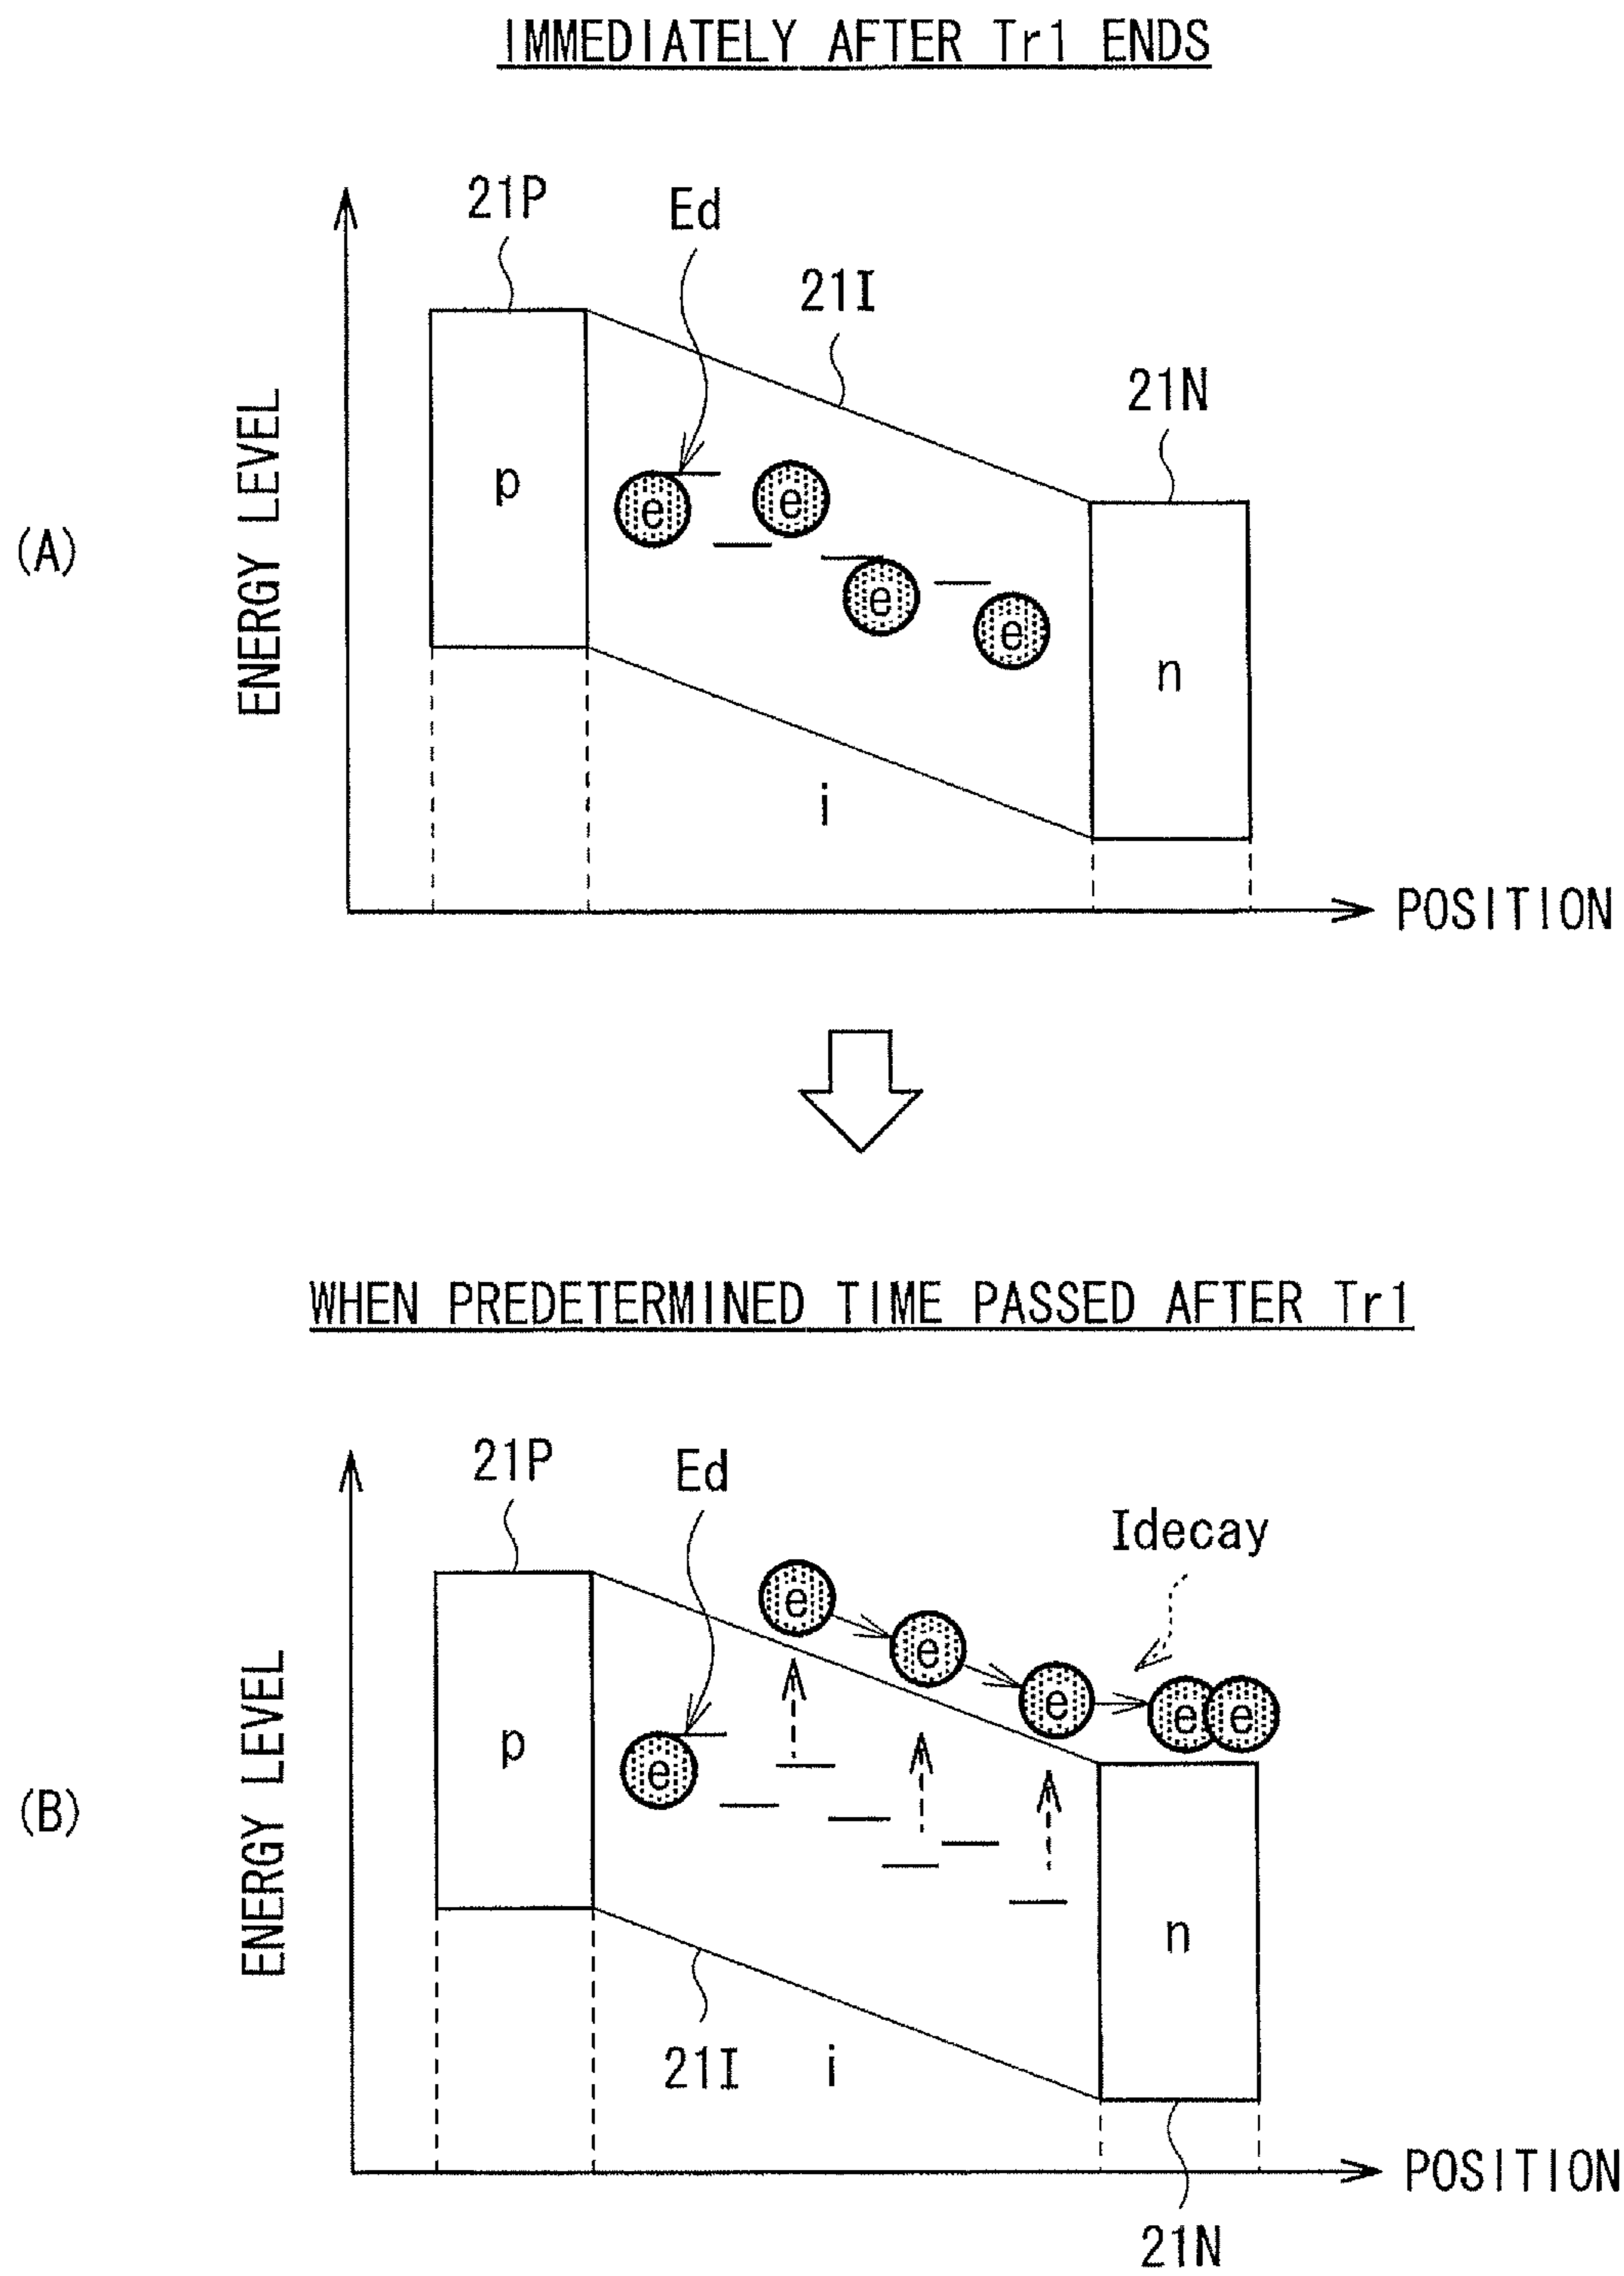 IMMEDIATELY AFTER Tr1 ENDS
(A)
ENERGY LEVEL
21P
Ed
21I
21N
p
e
e
e
e
n
i
POSITION
WHEN PREDETERMINED TIME PASSED AFTER Tr1
(B)
ENERGY LEVEL
21P
Ed
Idecay
e
e
e
e
e
p
e
n
21I
i
POSITION
21N